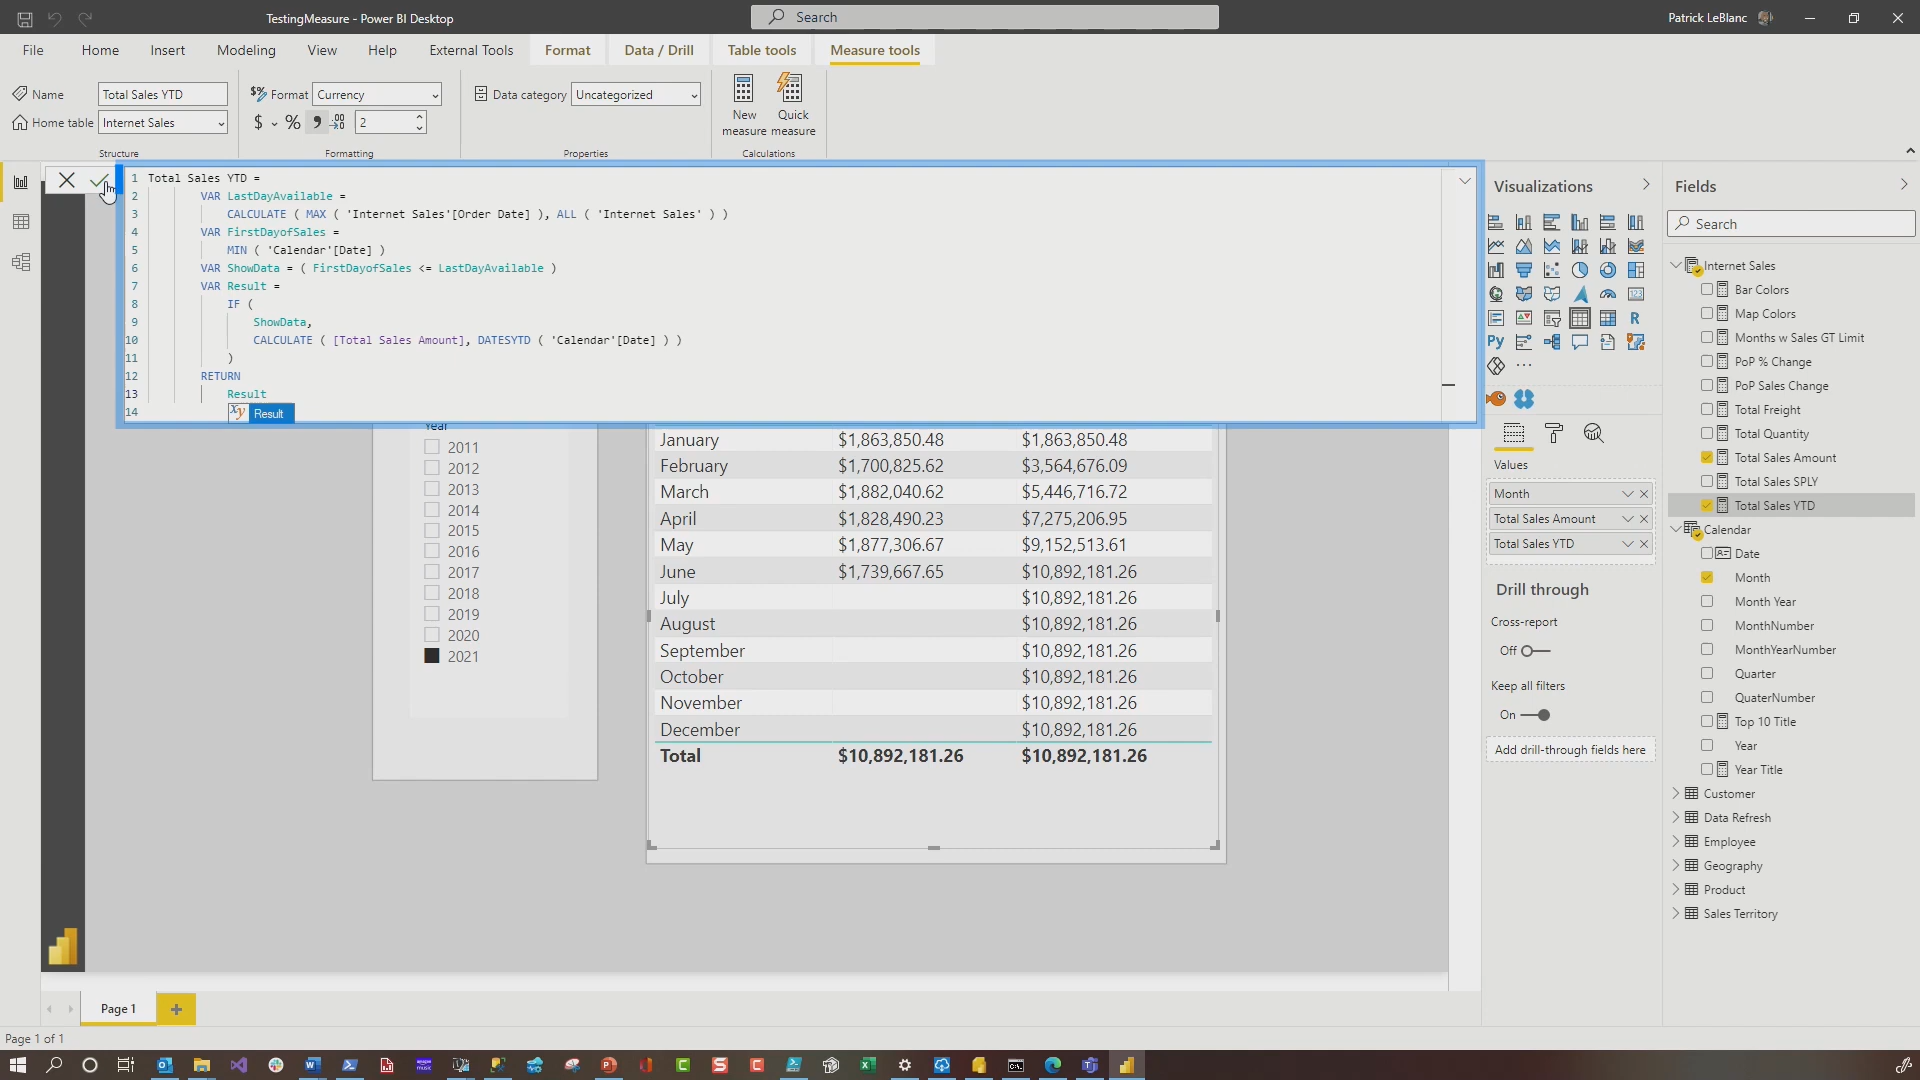 TestingMeasure - Power BI Desktop
Search
Patrick LeBlanc
File
Home
Insert
Modeling
View
Help
External Tools
Format
Data / Drill
Table tools
Measure tools
Name
Total Sales YTD
Home table
Internet Sales
Structure
$% Format
Currency
$ % 2
Formatting
Data category
Uncategorized
Properties
New
measure
Quick
measure
Calculations
1 Total Sales YTD =
2 VAR LastDayAvailable =
3 CALCULATE ( MAX ( 'Internet Sales'[Order Date] ), ALL ( 'Internet Sales' ) )
4 VAR FirstDayofSales =
5 MIN ( 'Calendar'[Date] )
6 VAR ShowData = ( FirstDayofSales <= LastDayAvailable )
7 VAR Result =
8 IF (
9 ShowData,
10 CALCULATE ( [Total Sales Amount], DATESYTD ( 'Calendar'[Date] ) )
11 )
12 RETURN
13 Result
14
Result
Year
2011
2012
2013
2014
2015
2016
2017
2018
2019
2020
2021
January $1,863,850.48 $1,863,850.48
February $1,700,825.62 $3,564,676.09
March $1,882,040.62 $5,446,716.72
April $1,828,490.23 $7,275,206.95
May $1,877,306.67 $9,152,513.61
June $1,739,667.65 $10,892,181.26
July $10,892,181.26
August $10,892,181.26
September $10,892,181.26
October $10,892,181.26
November $10,892,181.26
December $10,892,181.26
Total $10,892,181.26 $10,892,181.26
Visualizations
R
Py
Values
Month
Total Sales Amount
Total Sales YTD
Drill through
Cross-report
Off
Keep all filters
On
Add drill-through fields here
Fields
Search
Internet Sales
Bar Colors
Map Colors
Months w Sales GT Limit
PoP % Change
PoP Sales Change
Total Freight
Total Quantity
Total Sales Amount
Total Sales SPLY
Total Sales YTD
Calendar
Date
Month
Month Year
MonthNumber
MonthYearNumber
Quarter
QuaterNumber
Top 10 Title
Year
Year Title
Customer
Data Refresh
Employee
Geography
Product
Sales Territory
Page 1
Page 1 of 1